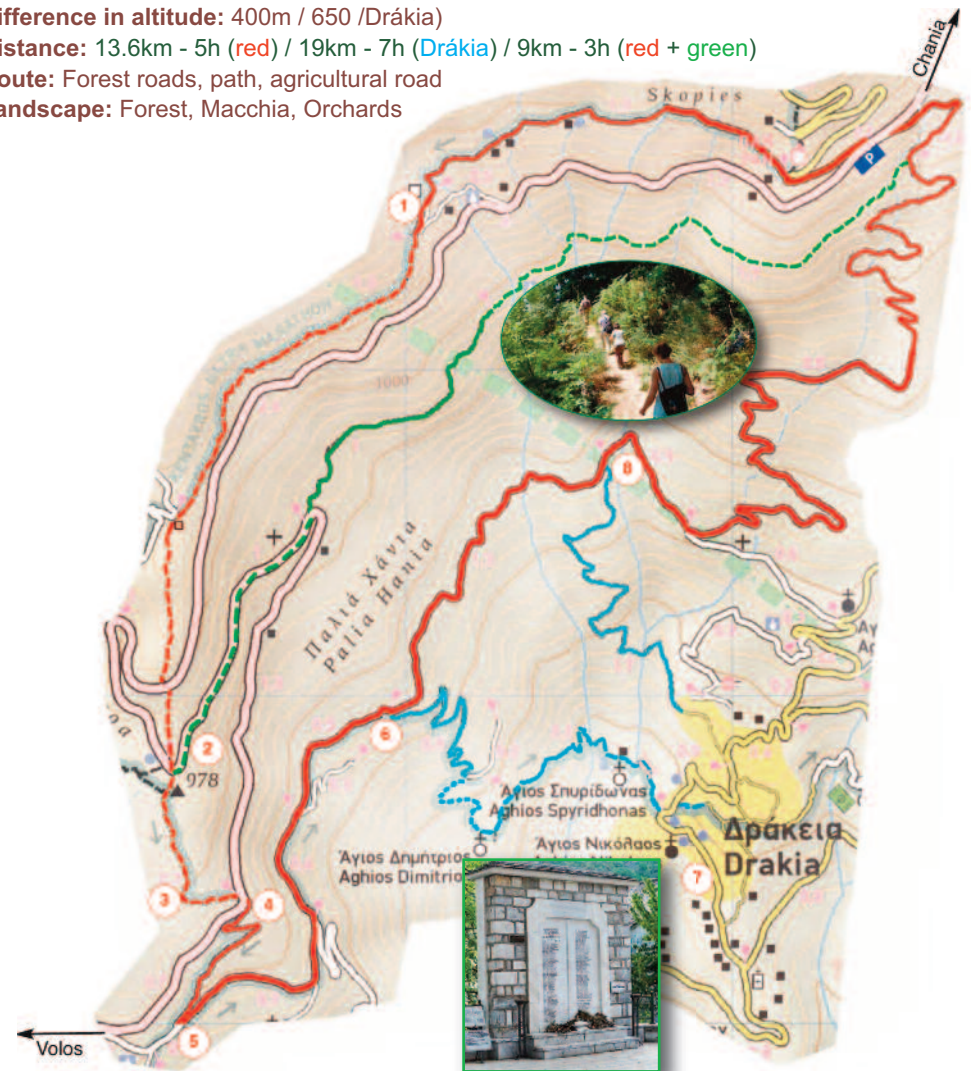 ifference in altitude: 400m / 650 /Drákia)
istance: 13.6km - 5h (red) / 19km - 7h (Drákia) / 9km - 3h (red + green)
oute: Forest roads, path, agricultural road
andscape: Forest, Macchia, Orchards
Chania
Skopies
P
1
1000
8
Παλιά Χάνια
Palia Hania
6
2
978
Άγιος Σπυρίδωνας
Aghios Spyridhonas
Δράκεια
Drakia
Άγιος Νικόλαος
Άγιος Δημήτριος
Aghios Dimitrio
7
3
4
5
Volos